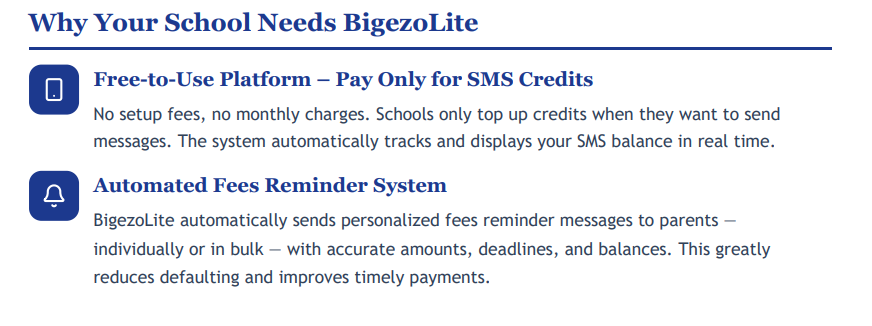 Why Your School Needs BigezoLite
Free-to-Use Platform – Pay Only for SMS Credits
No setup fees, no monthly charges. Schools only top up credits when they want to send
messages. The system automatically tracks and displays your SMS balance in real time.
Automated Fees Reminder System
BigezoLite automatically sends personalized fees reminder messages to parents —
individually or in bulk — with accurate amounts, deadlines, and balances. This greatly
reduces defaulting and improves timely payments.